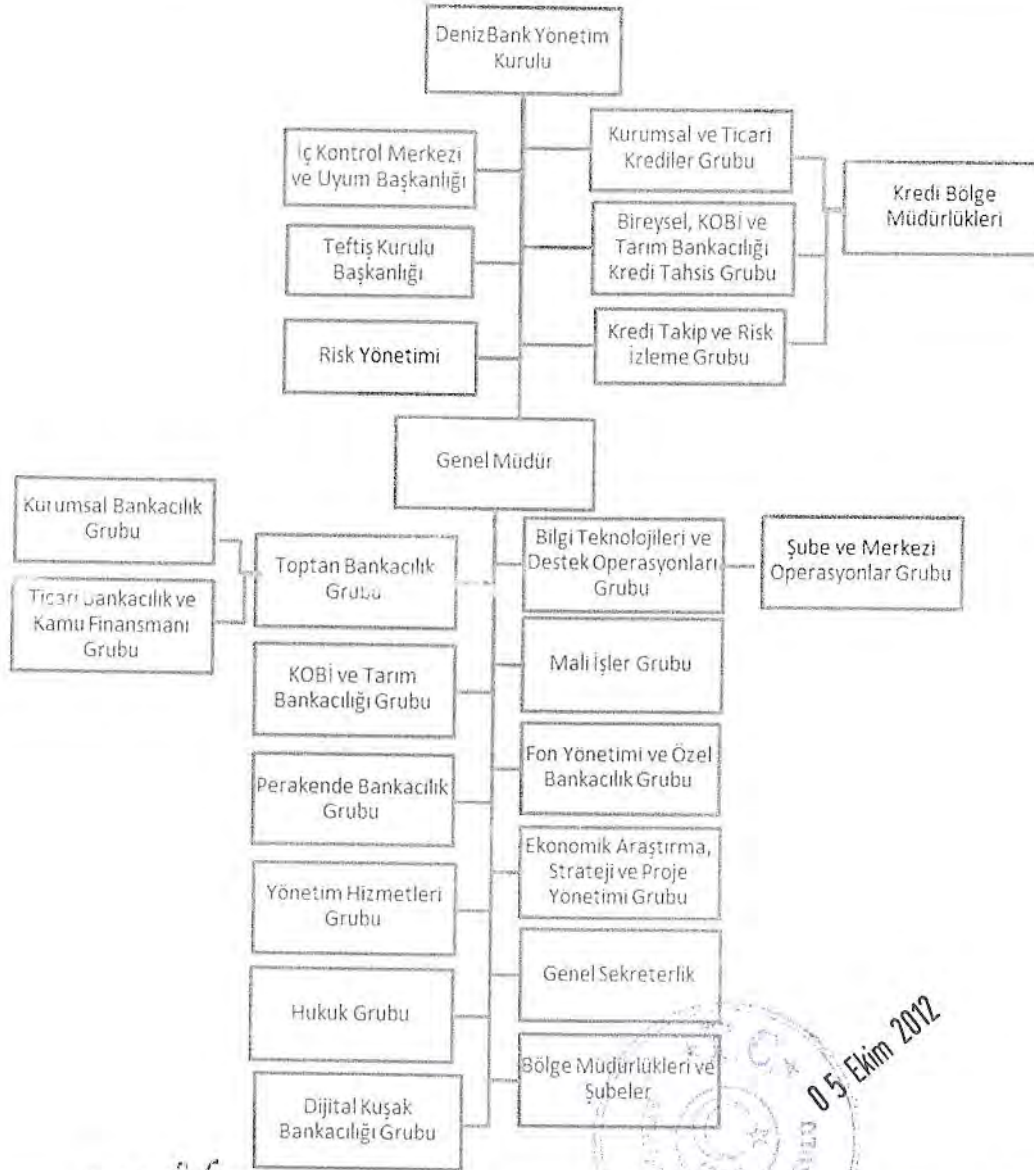 DenizBank Yönetim
Kurulu
İç Kontrol Merkezi
ve Uyum Başkanlığı
Kurumsal ve Ticari
Krediler Grubu
Kredi Bölge
Müdürlükleri
Teftiş Kurulu
Başkanlığı
Bireysel, KOBİ ve
Tarım Bankacılığı
Kredi Tahsis Grubu
Risk Yönetimi
Kredi Takip ve Risk
İzleme Grubu
Genel Müdür
Kurumsal Bankacılık
Grubu
Ticari Bankacılık ve
Kamu Finansmanı
Grubu
Toptan Bankacılık
Grubu
Bilgi Teknolojileri ve
Destek Operasyonları
Grubu
Şube ve Merkezi
Operasyonlar Grubu
KOBİ ve Tarım
Bankacılığı Grubu
Mali İşler Grubu
Perakende Bankacılık
Grubu
Fon Yönetimi ve Özel
Bankacılık Grubu
Yönetim Hizmetleri
Grubu
Ekonomik Araştırma,
Strateji ve Proje
Yönetimi Grubu
Hukuk Grubu
Genel Sekreterlik
Dijital Kuşak
Bankacılığı Grubu
Bölge Müdürlükleri ve
Şubeler
05 Ekim 2012